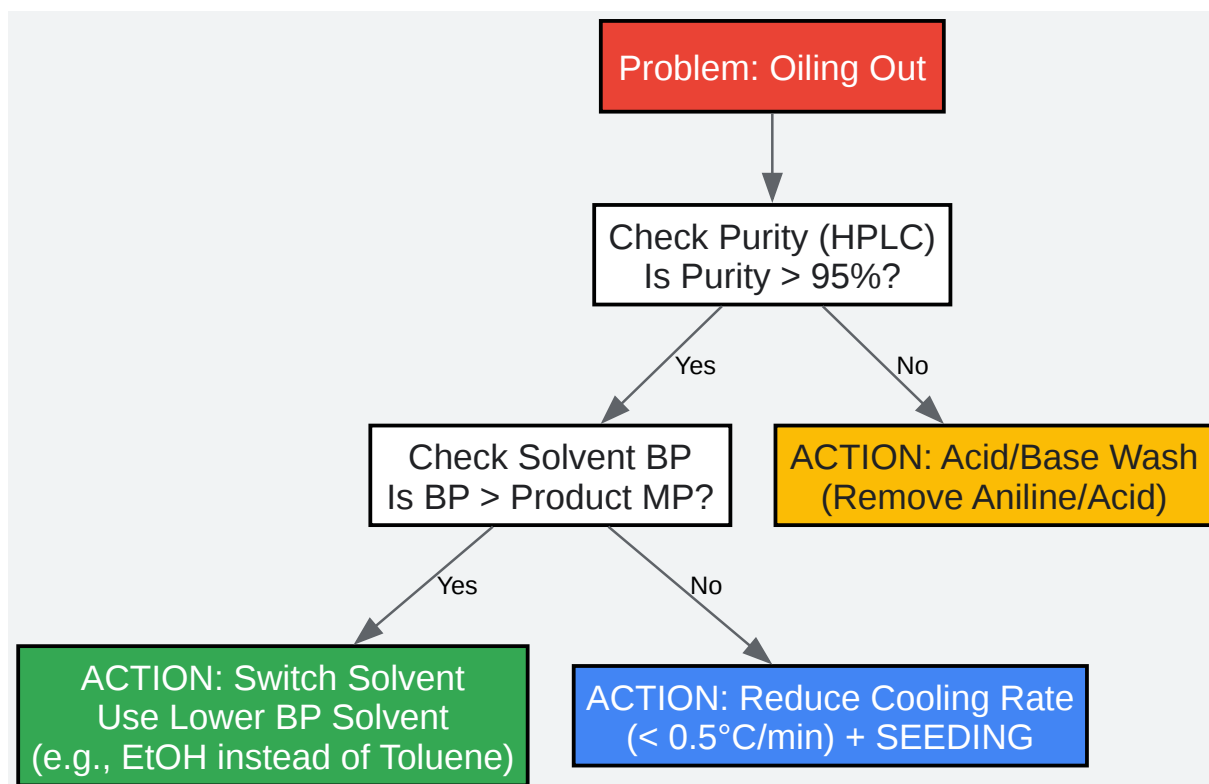 Problem: Oiling Out
Check Purity (HPLC)
Is Purity > 95%?
Yes
No
Check Solvent BP
Is BP > Product MP?
ACTION: Acid/Base Wash
(Remove Aniline/Acid)
Yes
No
ACTION: Switch Solvent
Use Lower BP Solvent
(e.g., EtOH instead of Toluene)
ACTION: Reduce Cooling Rate
(< 0.5°C/min) + SEEDING